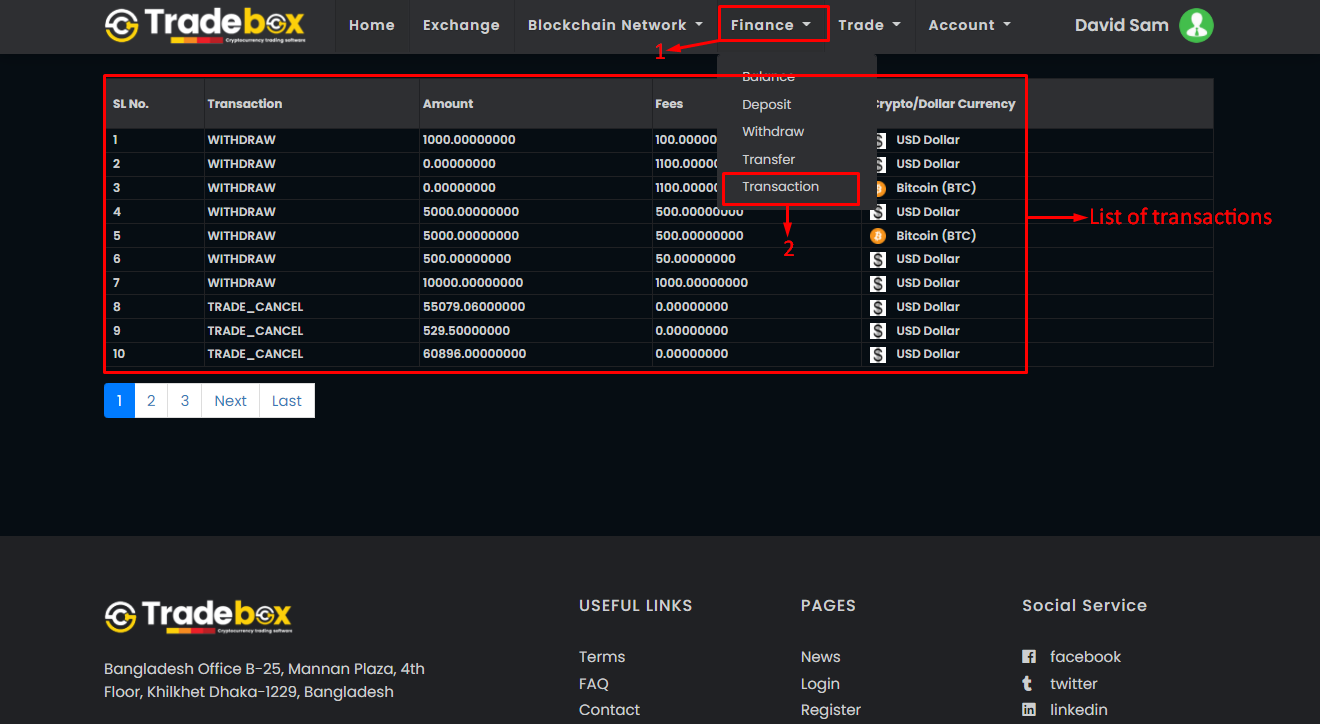 Tradebox
Cryptocurrency trading software
Home Exchange Blockchain Network Finance Trade Account David Sam
1
Balance
Deposit
Withdraw
Transfer
Transaction
2
SL No. Transaction Amount Fees Crypto/Dollar Currency
1 WITHDRAW 1000.00000000 100.0000 USD Dollar
2 WITHDRAW 0.00000000 1100.000 USD Dollar
3 WITHDRAW 0.00000000 1100.000 Bitcoin (BTC)
4 WITHDRAW 5000.00000000 500.00000000 USD Dollar
5 WITHDRAW 5000.00000000 500.00000000 Bitcoin (BTC)
6 WITHDRAW 500.00000000 50.00000000 USD Dollar
7 WITHDRAW 10000.00000000 1000.00000000 USD Dollar
8 TRADE_CANCEL 55079.06000000 0.00000000 USD Dollar
9 TRADE_CANCEL 529.50000000 0.00000000 USD Dollar
10 TRADE_CANCEL 60896.00000000 0.00000000 USD Dollar
List of transactions
1 2 3 Next Last
Tradebox
Cryptocurrency trading software
Bangladesh Office B-25, Mannan Plaza, 4th
Floor, Khilkhet Dhaka-1229, Bangladesh
USEFUL LINKS
Terms
FAQ
Contact
PAGES
News
Login
Register
Social Service
facebook
twitter
linkedin